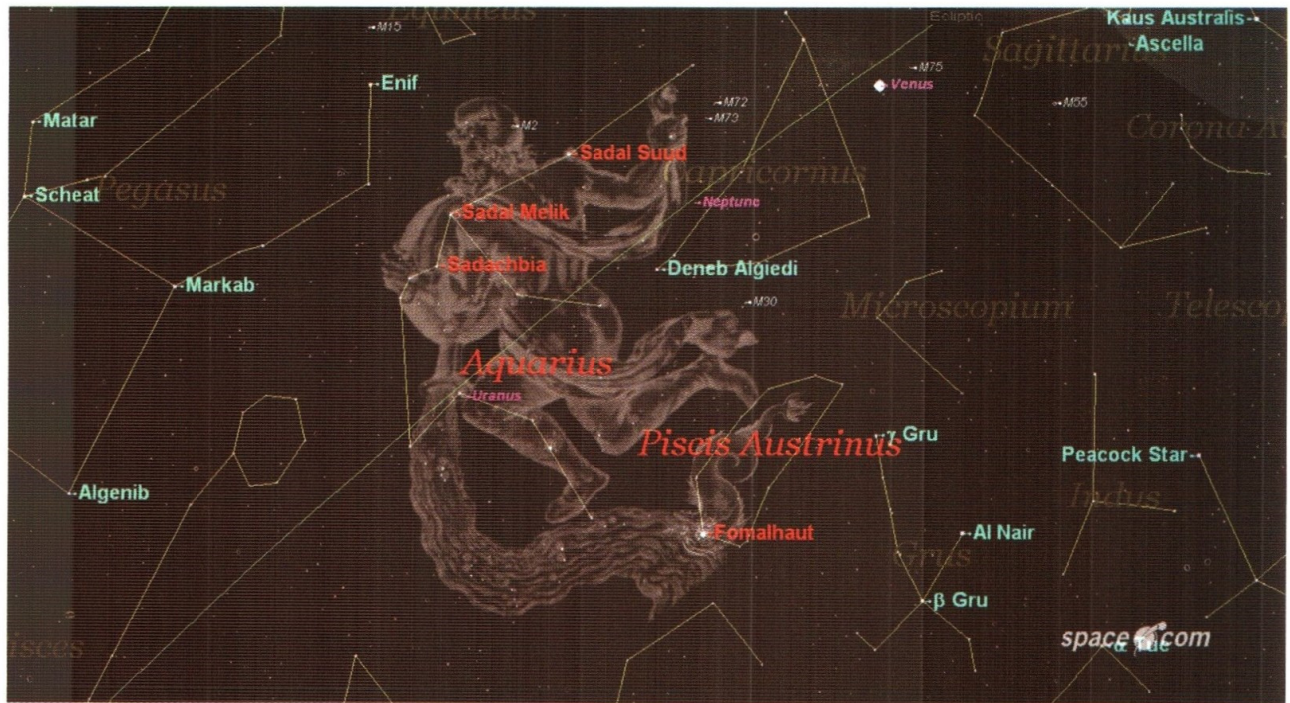 Equuleus
Ecliptic
Kaus Australis
Ascella
Sagittarius
M15
M75
Enif
Venus
M72
M55
M73
Matar
M2
Corona Au
Sadal Suud
Capricornus
Pegasus
Scheat
Neptune
Sadal Melik
Sadachbia
Deneb Algiedi
Markab
M30
Microscopium
Telescop
Aquarius
Uranus
Piscis Austrinus
γ Gru
Peacock Star
Algenib
Indus
Fomalhaut
Al Nair
Grus
β Gru
space.com
isces
α Tuc